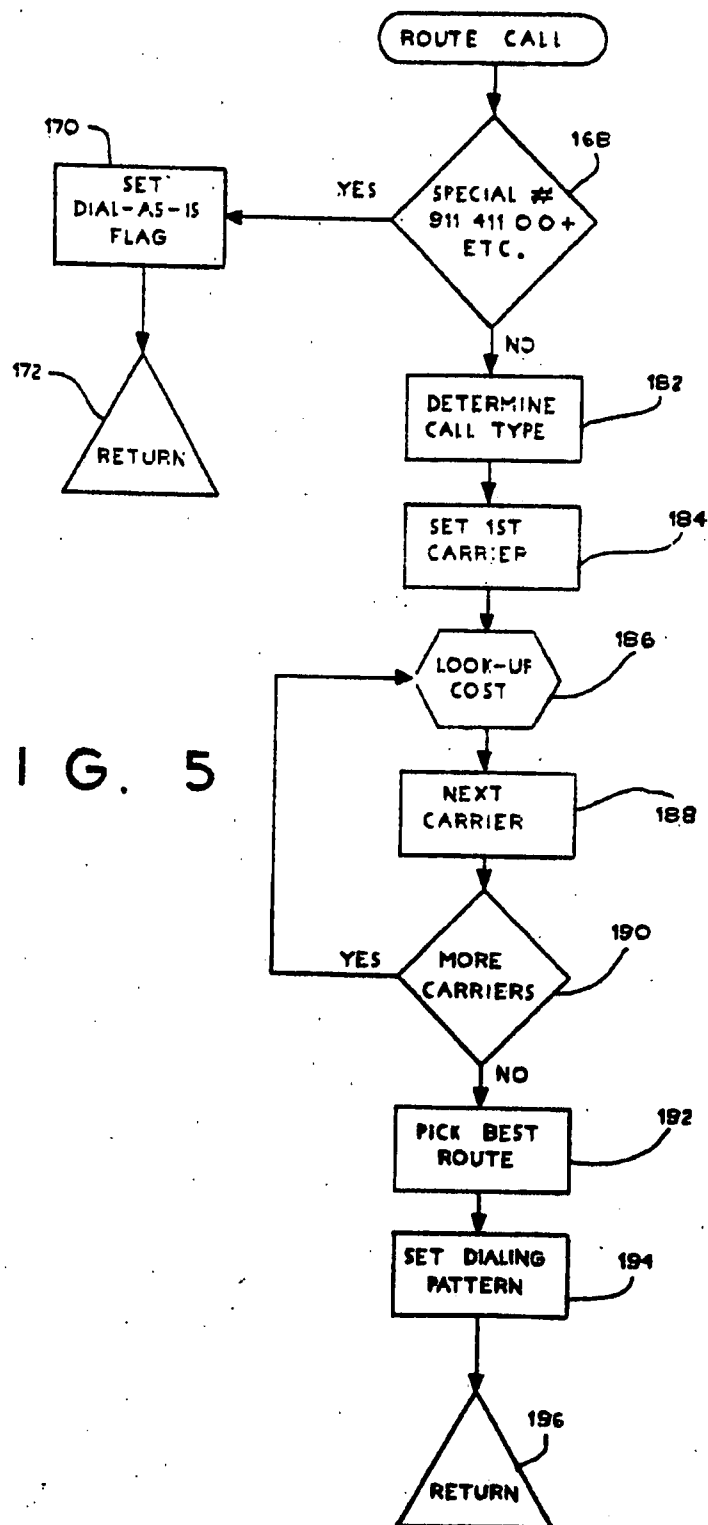 ROUTE CALL
168
SPECIAL #
911 411 0 0+
ETC.
YES
170
SET
DIAL-AS-IS
FLAG
172
RETURN
NO
182
DETERMINE
CALL TYPE
184
SET 1ST
CARRIER
186
LOOK-UP
COST
188
NEXT
CARRIER
190
MORE
CARRIERS
YES
NO
192
PICK BEST
ROUTE
194
SET DIALING
PATTERN
196
RETURN
I G. 5